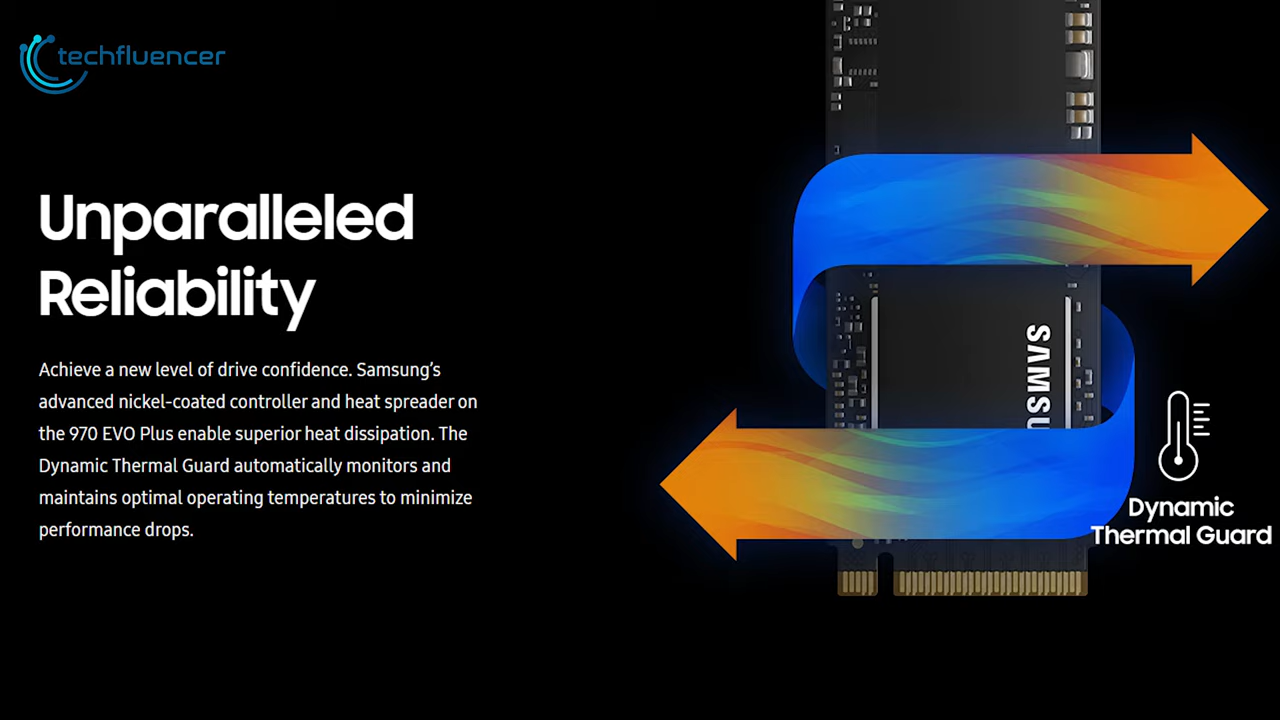 techfluencer
Unparalleled
Reliability
Achieve a new level of drive confidence. Samsung’s
advanced nickel-coated controller and heat spreader on
the 970 EVO Plus enable superior heat dissipation. The
Dynamic Thermal Guard automatically monitors and
maintains optimal operating temperatures to minimize
performance drops.
SAMSU
Dynamic
Thermal Guard